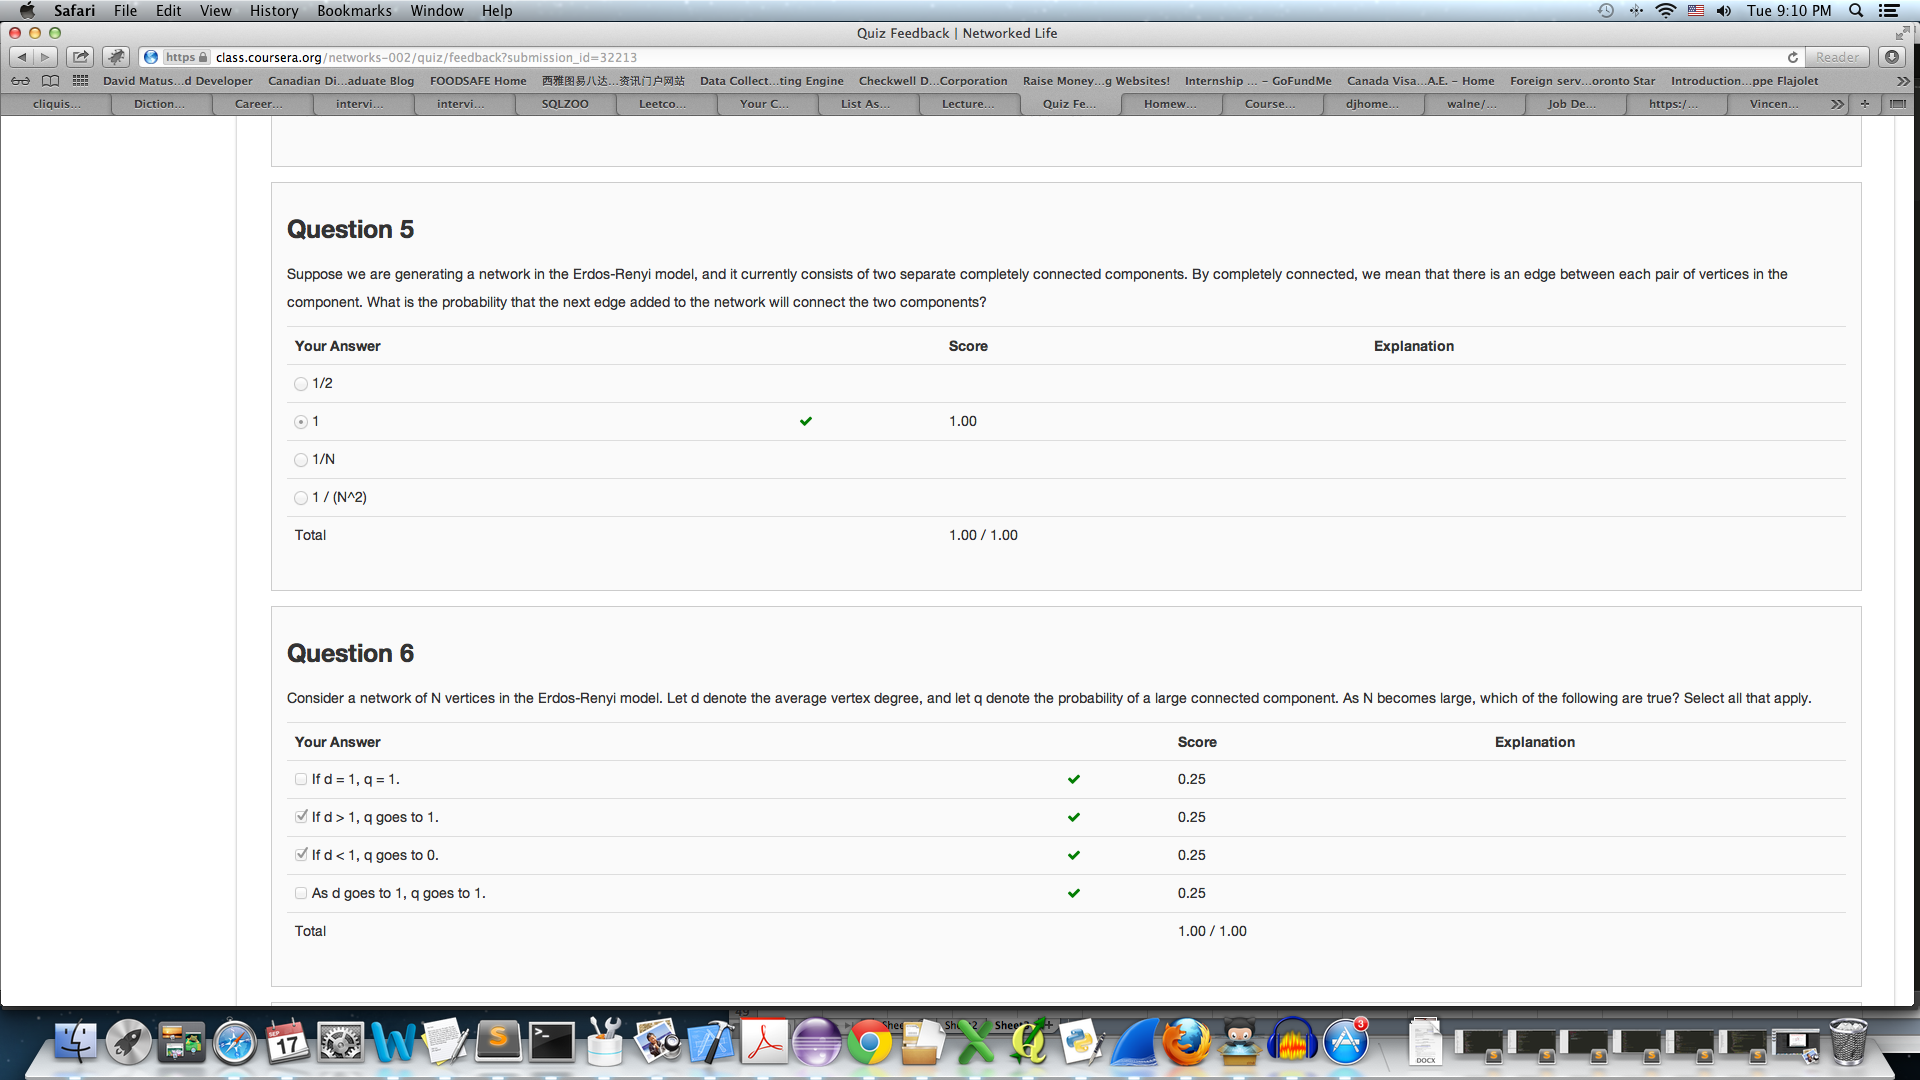 Safari File Edit View History Bookmarks Window Help Tue 9:10 PM
Quiz Feedback | Networked Life
https class.coursera.org/networks-002/quiz/feedback?submission_id=32213 Reader
David Matus...d Developer Canadian Di...aduate Blog FOODSAFE Home 西雅图易八达...资讯门户网站 Data Collect...ting Engine Checkwell D...Corporation Raise Money...g Websites! Internship ... - GoFundMe Canada Visa...A.E. - Home Foreign serv...oronto Star Introduction...ppe Flajolet
cliquis... Diction... Career... intervi... intervi... SQLZOO Leetco... Your C... List As... Lecture... Quiz Fe... Homew... Course... djhome... walne/... Job De... https:/... Vincen...
Question 5
Suppose we are generating a network in the Erdos-Renyi model, and it currently consists of two separate completely connected components. By completely connected, we mean that there is an edge between each pair of vertices in the
component. What is the probability that the next edge added to the network will connect the two components?
Your Answer Score Explanation
1/2
1 1.00
1/N
1 / (N^2)
Total 1.00 / 1.00
Question 6
Consider a network of N vertices in the Erdos-Renyi model. Let d denote the average vertex degree, and let q denote the probability of a large connected component. As N becomes large, which of the following are true? Select all that apply.
Your Answer Score Explanation
If d = 1, q = 1. 0.25
If d > 1, q goes to 1. 0.25
If d < 1, q goes to 0. 0.25
As d goes to 1, q goes to 1. 0.25
Total 1.00 / 1.00
SEP
17
3
DOCX